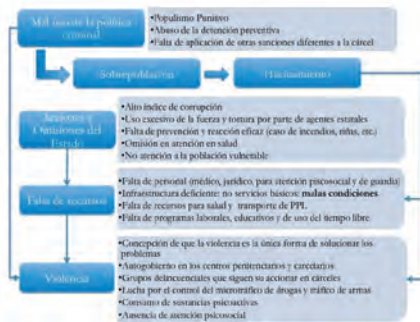 Mal uso de la política
criminal
•Populismo Punitivo
•Abuso de la detención preventiva
•Falta de aplicación de otras sanciones diferentes a la cárcel
Sobrepoblación
Hacinamiento
Acciones y
Omisiones del
Estado
•Alto índice de corrupción
•Uso excesivo de la fuerza y tortura por parte de agentes estatales
•Falta de prevención y reacción eficaz (caso de incendios, riñas, etc.)
•Omisión en atención en salud
•No atención a la población vulnerable
Falta de recursos
•Falta de personal (médico, jurídico, para atención psicosocial y de guardia)
•Infraestructura deficiente: no servicios básicos: malas condiciones
•Falta de recursos para salud y transporte de PPL
•Falta de programas laborales, educativos y de uso del tiempo libre
Violencia
•Concepción de que la violencia es la única forma de solucionar los
problemas
•Autogobierno en los centros penitenciarios y carcelarios
•Grupos delincuenciales que siguen su accionar en cárceles
•Lucha por el control del microtráfico de drogas y tráfico de armas
•Consumo de sustancias psicoactivas
•Ausencia de atención psicosocial